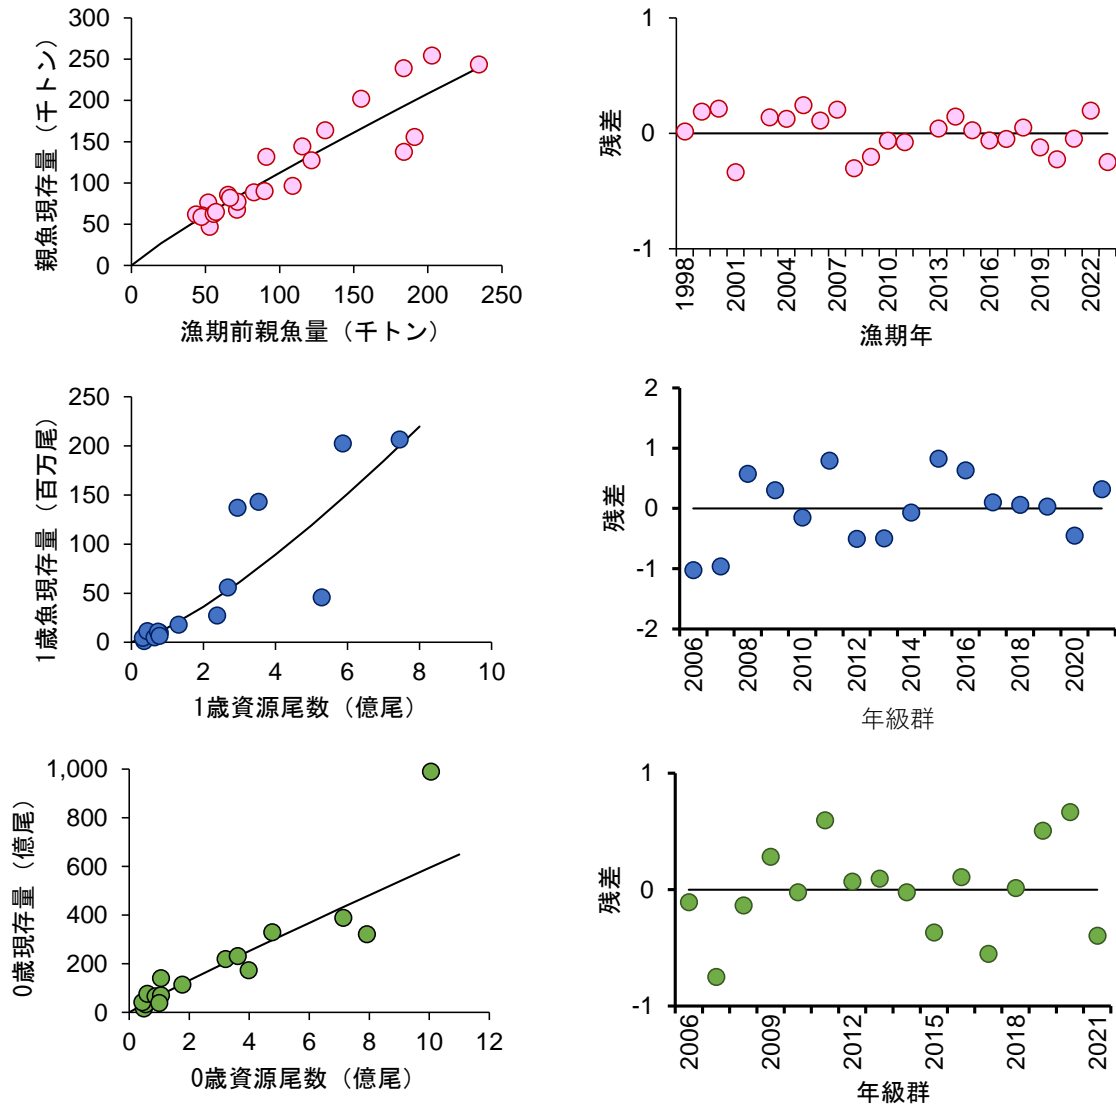 親魚現存量（千トン）
300
250
200
150
100
50
0
0 50 100 150 200 250
漁期前親魚量（千トン）
残差
1
0
-1
1998 2001 2004 2007 2010 2013 2016 2019 2022
漁期年
1歳魚現存量（百万尾）
250
200
150
100
50
0
0 2 4 6 8 10
1歳資源尾数（億尾）
残差
2
1
0
-1
-2
2006 2008 2010 2012 2014 2016 2018 2020
年級群
0歳現存量（億尾）
1,000
800
600
400
200
0
0 2 4 6 8 10 12
0歳資源尾数（億尾）
残差
1
0
-1
2006 2009 2012 2015 2018 2021
年級群